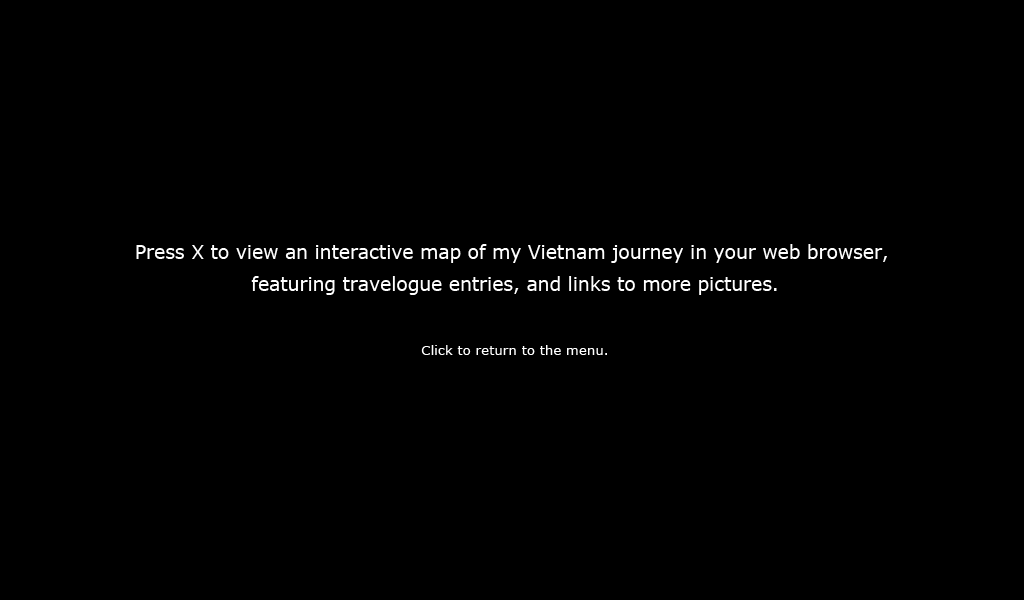 Press X to view an interactive map of my Vietnam journey in your web browser,
featuring travelogue entries, and links to more pictures.
Click to return to the menu.